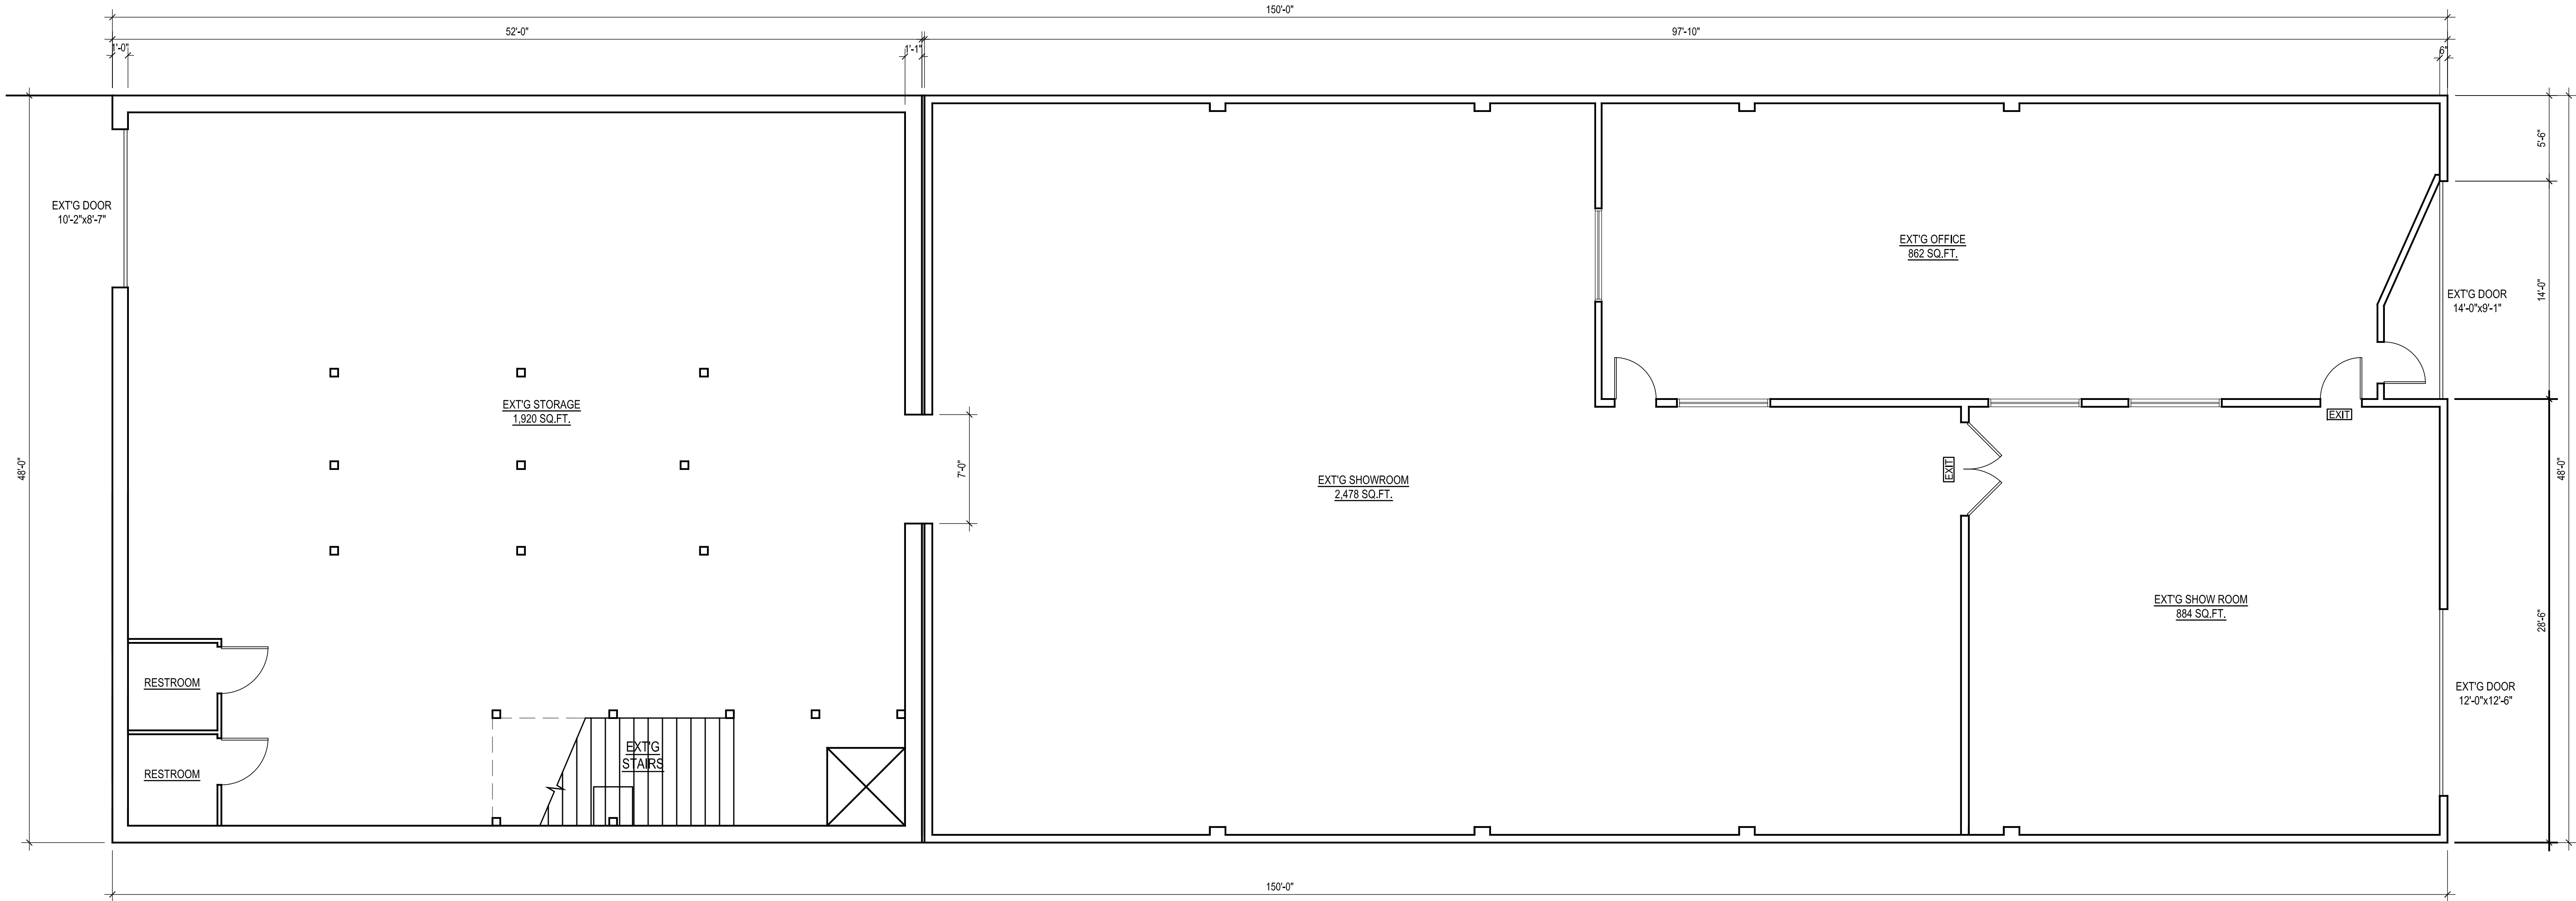 150'-0"
52'-0"
97'-10"
1'-0"
1'-1"
6"
5'-6"
EXT'G DOOR
10'-2"x8'-7"
EXT'G OFFICE
862 SQ.FT.
EXT'G DOOR
14'-0"x9'-1"
14'-0"
EXT'G STORAGE
1,920 SQ.FT.
EXIT
48'-0"
7'-0"
EXT'G SHOWROOM
2,478 SQ.FT.
EXIT
48'-0"
EXT'G SHOW ROOM
884 SQ.FT.
28'-6"
RESTROOM
EXT'G DOOR
12'-0"x12'-6"
EXT'G
STAIRS
RESTROOM
150'-0"